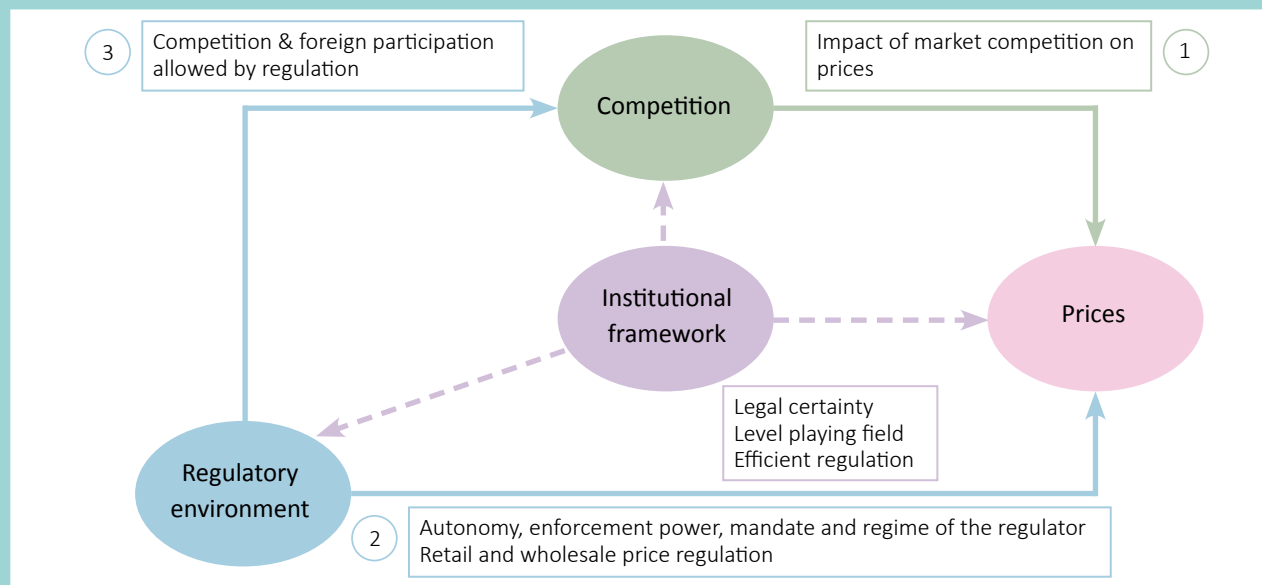 3
Competition & foreign participation
allowed by regulation
Impact of market competition on
prices
1
Competition
Institutional
framework
Prices
Legal certainty
Level playing field
Efficient regulation
Regulatory
environment
2
Autonomy, enforcement power, mandate and regime of the regulator
Retail and wholesale price regulation